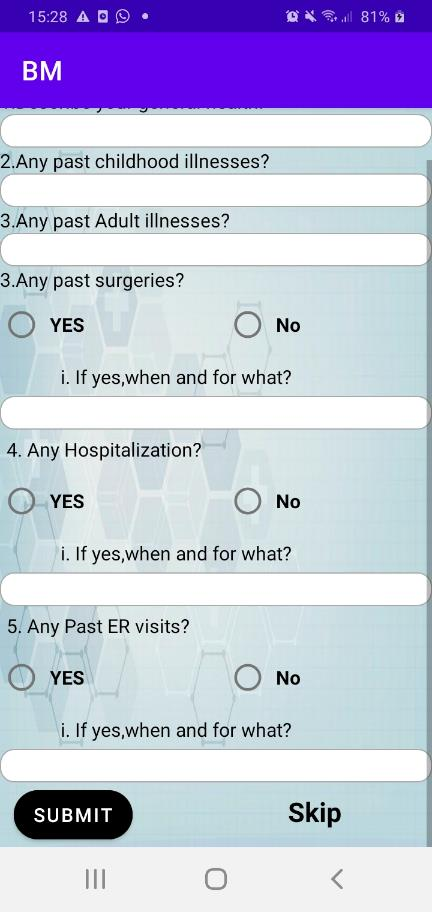 15:28
81%
BM
2.Any past childhood illnesses?
3.Any past Adult illnesses?
3.Any past surgeries?
YES No
i. If yes,when and for what?
4. Any Hospitalization?
YES No
i. If yes,when and for what?
5. Any Past ER visits?
YES No
i. If yes,when and for what?
SUBMIT Skip